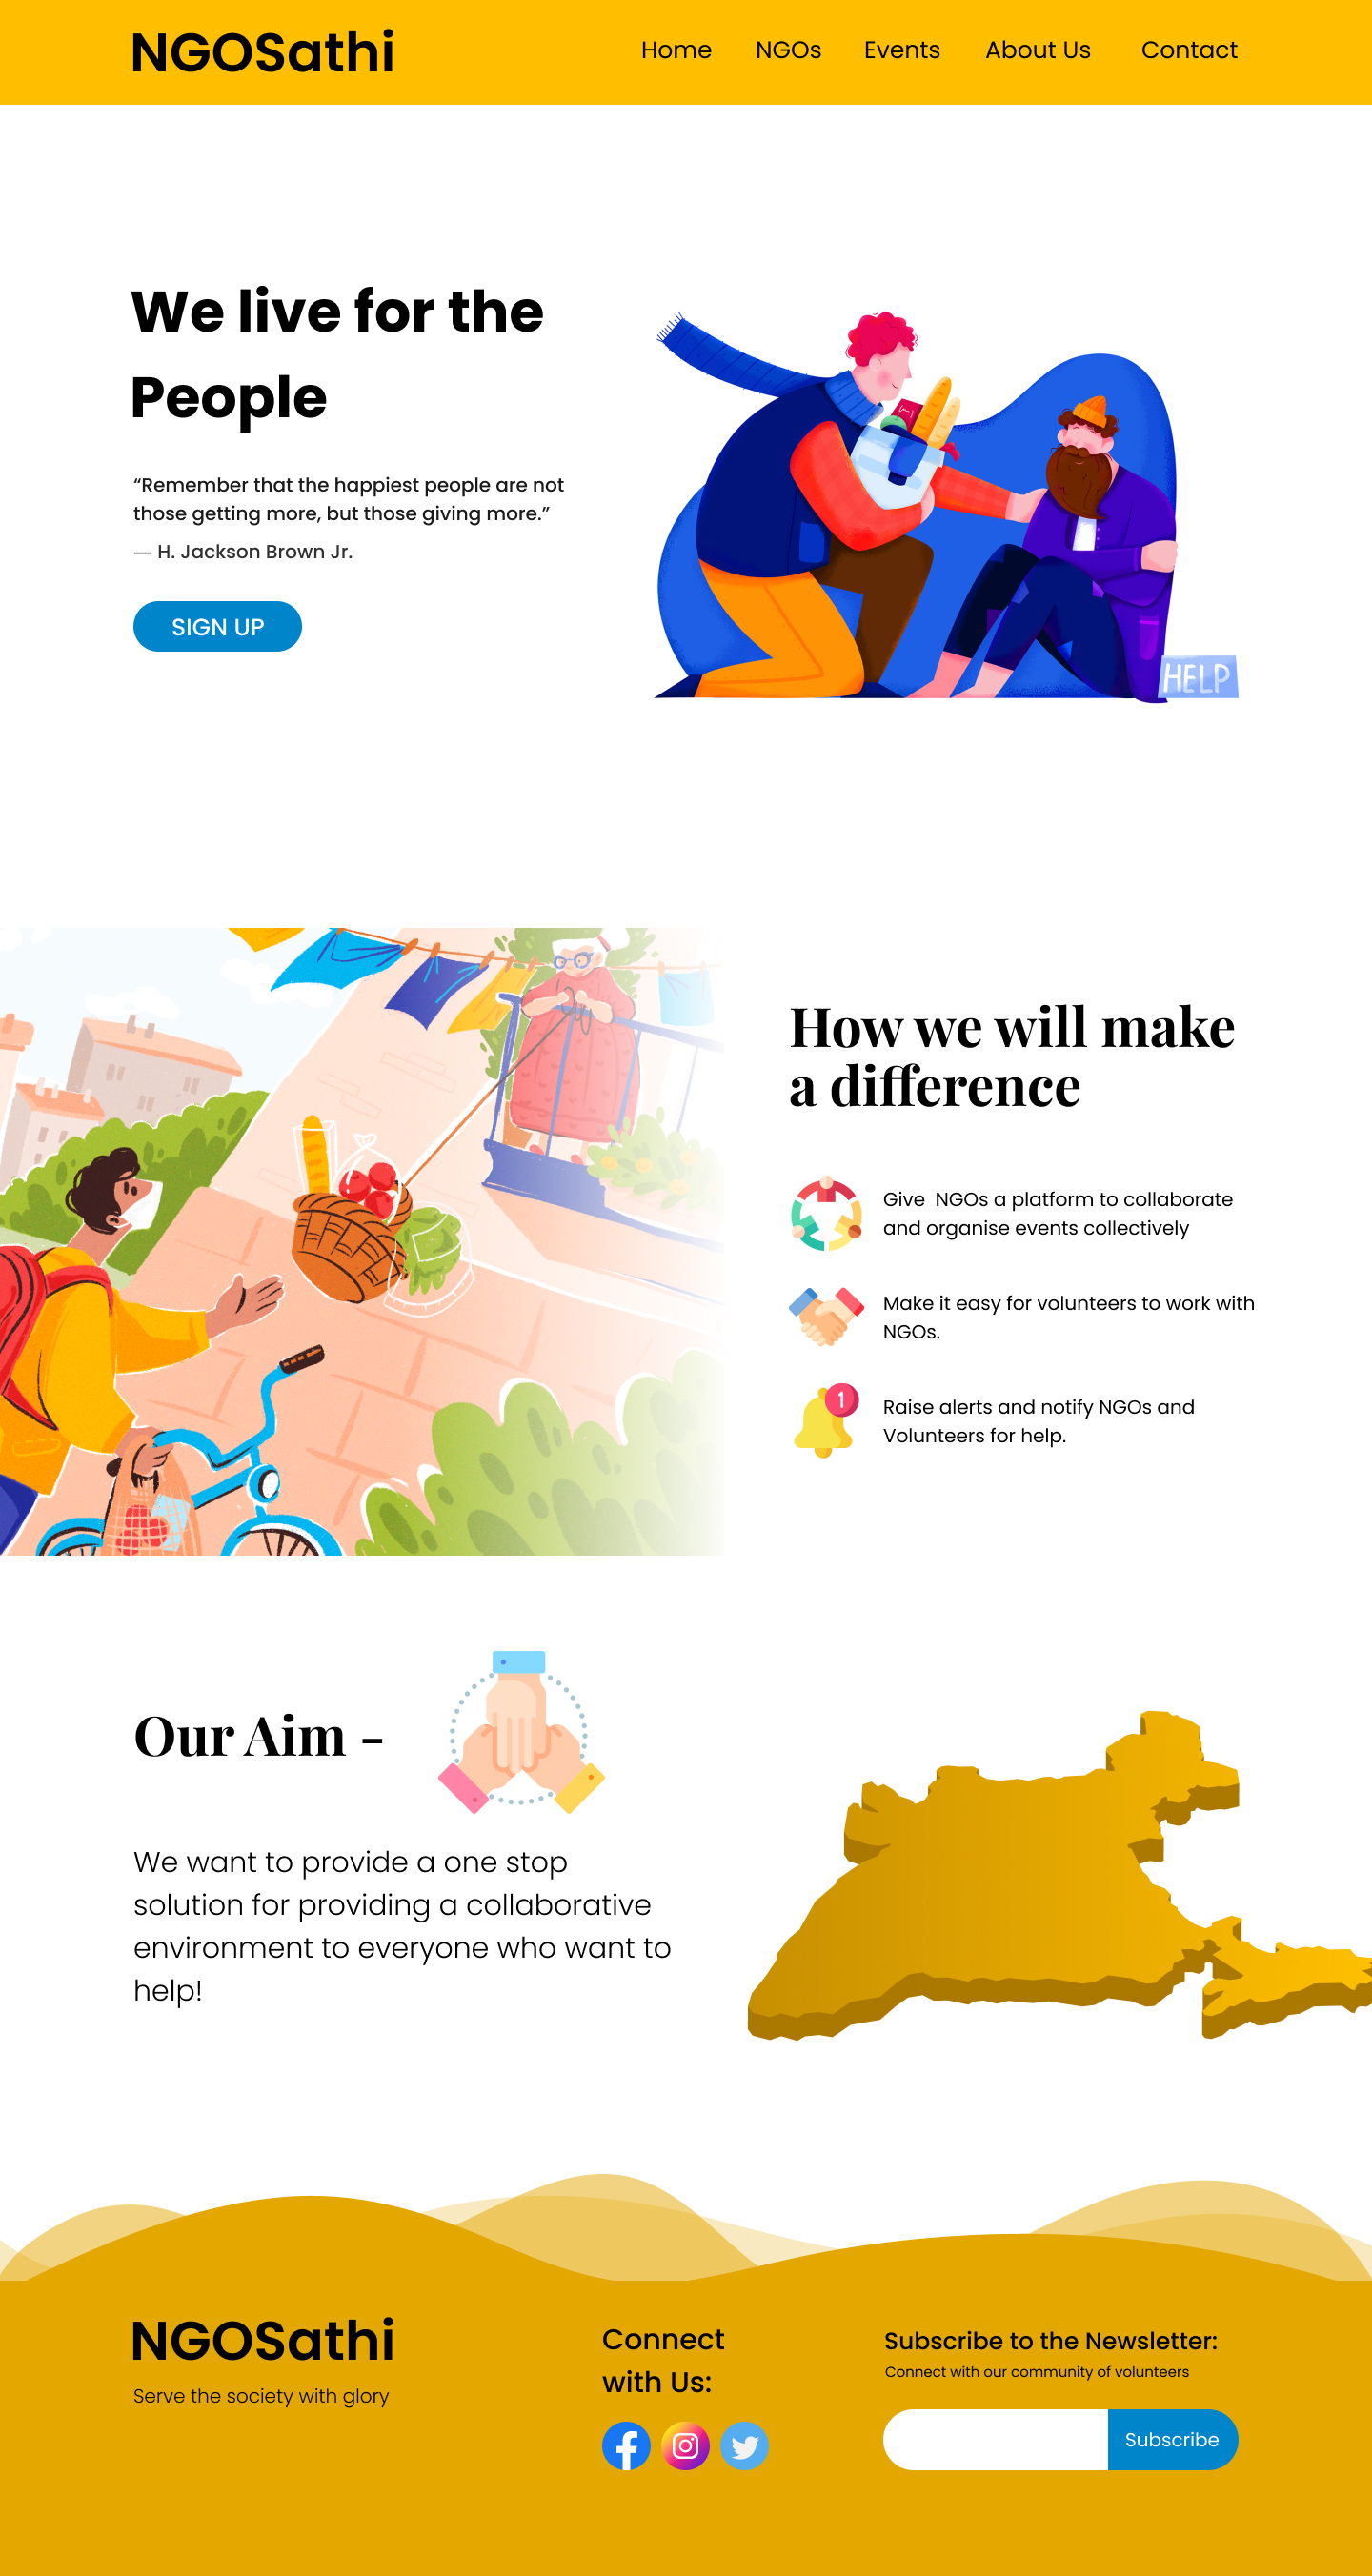 NGOSathi
Home NGOs Events About Us Contact
We live for the
People
“Remember that the happiest people are not
those getting more, but those giving more.”
— H. Jackson Brown Jr.
SIGN UP
HELP
How we will make
a difference
Give  NGOs a platform to collaborate
and organise events collectively
Make it easy for volunteers to work with
NGOs.
1
Raise alerts and notify NGOs and
Volunteers for help.
Our Aim -
We want to provide a one stop
solution for providing a collaborative
environment to everyone who want to
help!
NGOSathi
Serve the society with glory
Connect
with Us:
Subscribe to the Newsletter:
Connect with our community of volunteers
Subscribe